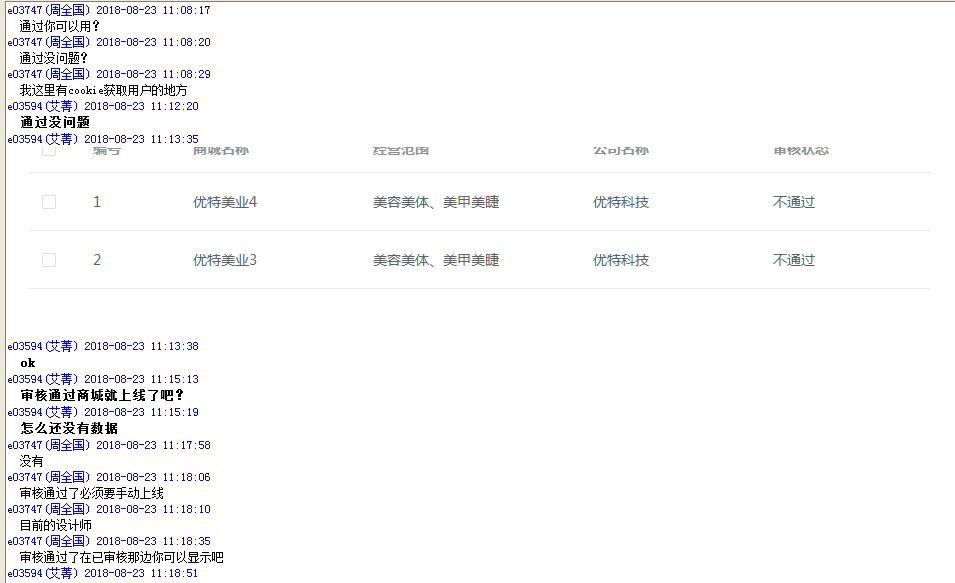 e03747(周全国) 2018-08-23 11:08:17
通过你可以用?
e03747(周全国) 2018-08-23 11:08:20
通过没问题?
e03747(周全国) 2018-08-23 11:08:29
我这里有cookie获取用户的地方
e03594(艾菁) 2018-08-23 11:12:20
通过没问题
e03594(艾菁) 2018-08-23 11:13:35
编号 商城名称 经营范围 公司名称 审核状态
1 优特美业4 美容美体、美甲美睫 优特科技 不通过
2 优特美业3 美容美体、美甲美睫 优特科技 不通过
e03594(艾菁) 2018-08-23 11:13:38
ok
e03594(艾菁) 2018-08-23 11:15:13
审核通过商城就上线了吧?
e03594(艾菁) 2018-08-23 11:15:19
怎么还没有数据
e03747(周全国) 2018-08-23 11:17:58
没有
e03747(周全国) 2018-08-23 11:18:06
审核通过了必须要手动上线
e03747(周全国) 2018-08-23 11:18:10
目前的设计师
e03747(周全国) 2018-08-23 11:18:35
审核通过了在已审核那边你可以显示吧
e03594(艾菁) 2018-08-23 11:18:51